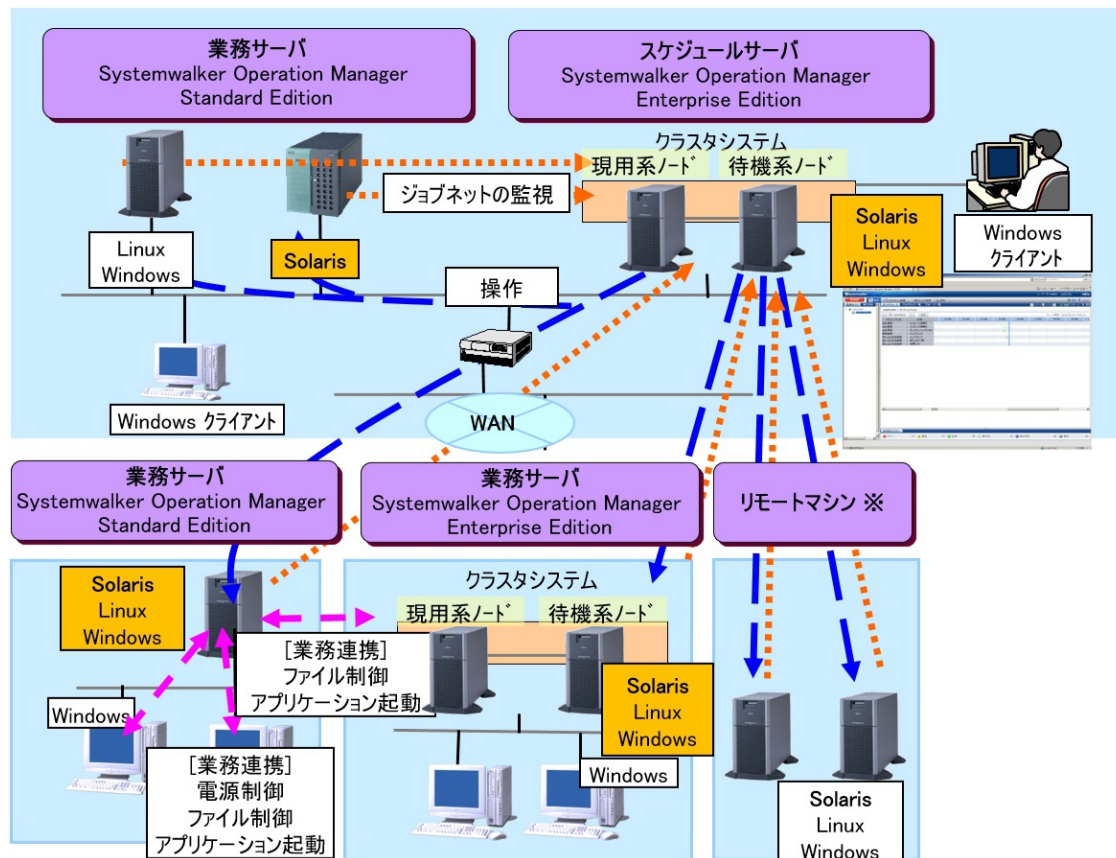 業務サーバ
Systemwalker Operation Manager
Standard Edition
スケジュールサーバ
Systemwalker Operation Manager
Enterprise Edition
クラスタシステム
現用系ノード
待機系ノード
ジョブネットの監視
Linux
Windows
Solaris
Solaris
Linux
Windows
Windows
クライアント
操作
Windows クライアント
WAN
業務サーバ
Systemwalker Operation Manager
Standard Edition
業務サーバ
Systemwalker Operation Manager
Enterprise Edition
リモートマシン ※
Solaris
Linux
Windows
クラスタシステム
現用系ノード
待機系ノード
[業務連携]
ファイル制御
アプリケーション起動
Solaris
Linux
Windows
Windows
Windows
[業務連携]
電源制御
ファイル制御
アプリケーション起動
Solaris
Linux
Windows